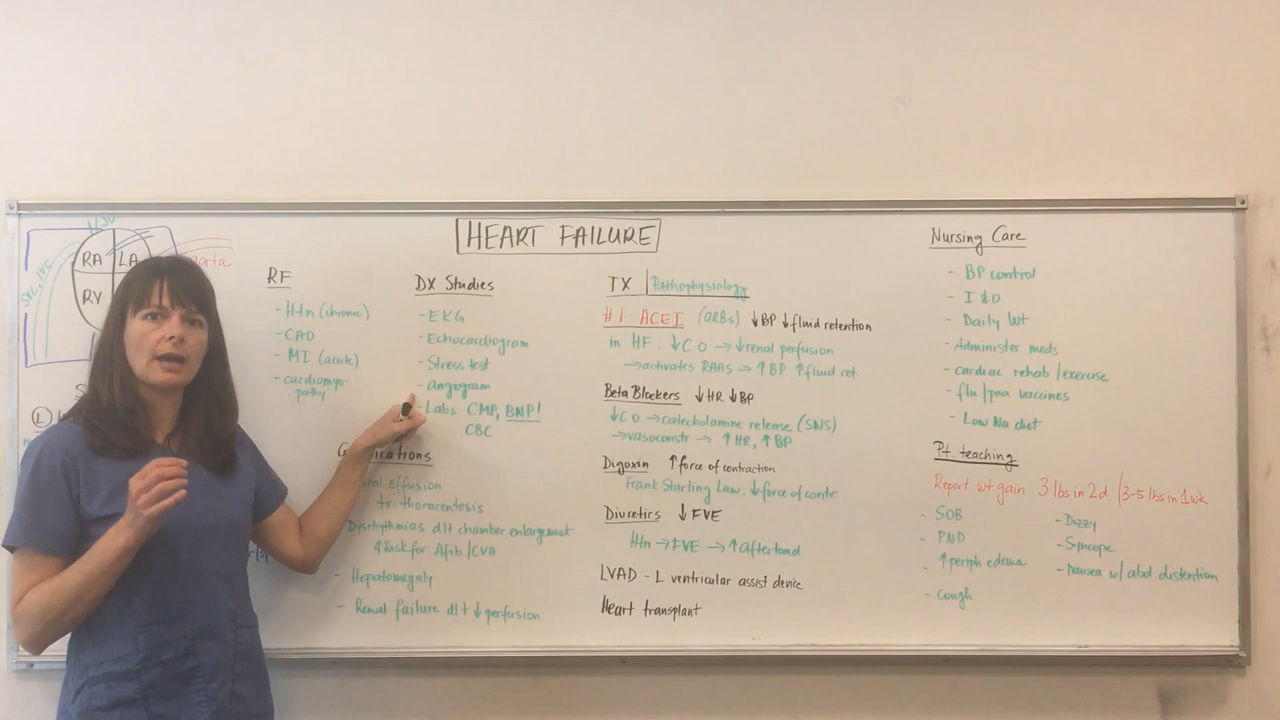 HEART FAILURE
RA LA
RV
SVC, IVC
aorta
L
RF
- Htn (chronic)
- CAD
- MI (acute)
- cardiomyo-
pathy
DX Studies
- EKG
- Echocardiogram
- Stress test
- angiogram
- Labs CMP, BNP!
CBC
effusion
thoracentesis
Dysrhythmias d/t chamber enlargement
↑ Risk for Afib/CVA
- Hepatomegaly
- Renal failure d/t ↓ perfusion
TX | Pathophysiology
#1: ACEI (ARBs) ↓BP ↓fluid retention
in HF: ↓CO → ↓renal perfusion
→ activates RAAS → ↑BP ↑fluid ret.
Beta Blockers ↓HR ↓BP
↓CO → catecholamine release (SNS)
→ vasoconstr → ↑HR, ↑BP
Digoxin ↑force of contraction
Frank Starling Law. ↓force of contr
Diuretics ↓FVE
Htn → FVE → ↑afterload
LVAD - L ventricular assist device
Heart transplant
Nursing Care
- BP control
- I & O
- Daily Wt
- Administer meds
- cardiac rehab/exercise
- flu/pna vaccines
- Low Na diet
Pt. teaching
Report wt gain 3 lbs in 2 d / 3-5 lbs in 1 wk
- SOB
- PND
- ↑ periph edema
- cough
- Dizzy
- Syncope
- Nausea w/ abd distention